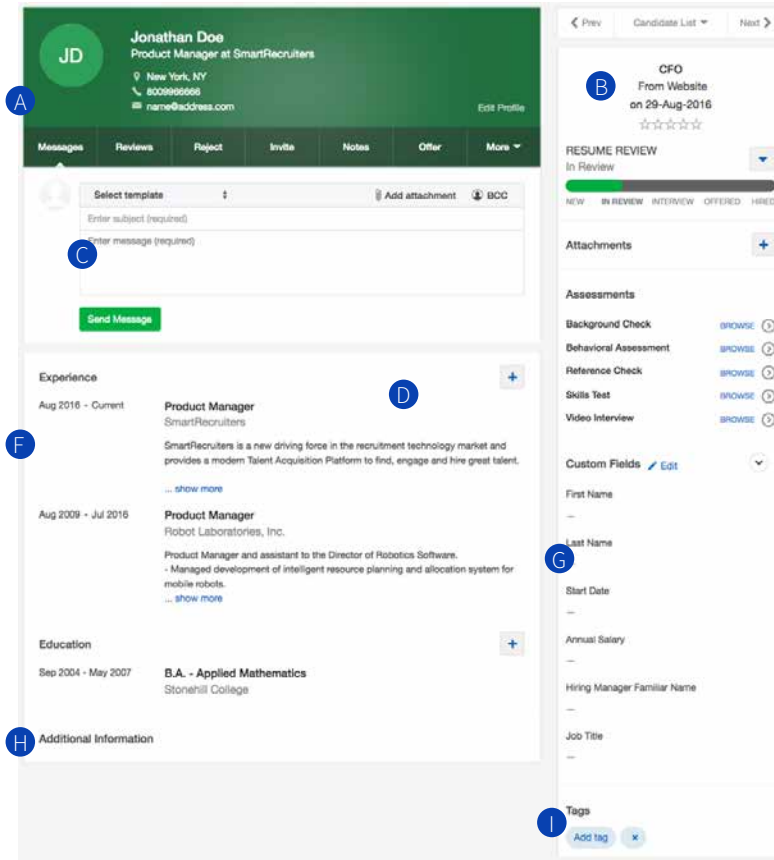 JD
Jonathan Doe
Product Manager at SmartRecruiters
New York, NY
8009966666
name@address.com
Edit Profile
A
Messages Reviews Reject Invite Notes Offer More
Select template
Add attachment BCC
Enter subject (required)
Enter message (required)
C
Send Message
Experience
+
D
Aug 2016 - Current
Product Manager
SmartRecruiters
F
SmartRecruiters is a new driving force in the recruitment technology market and
provides a modern Talent Acquisition Platform to find, engage and hire great talent.
... show more
Aug 2009 - Jul 2016
Product Manager
Robot Laboratories, Inc.
Product Manager and assistant to the Director of Robotics Software.
- Managed development of intelligent resource planning and allocation system for
mobile robots.
... show more
Education
+
Sep 2004 - May 2007
B.A. - Applied Mathematics
Stonehill College
H
Additional Information
Prev Candidate List Next
B
CFO
From Website
on 29-Aug-2016
RESUME REVIEW
In Review
NEW IN REVIEW INTERVIEW OFFERED HIRED
Attachments +
Assessments
Background Check BROWSE
Behavioral Assessment BROWSE
Reference Check BROWSE
Skills Test BROWSE
Video Interview BROWSE
Custom Fields Edit
First Name
—
Last Name
G
Start Date
—
Annual Salary
—
Hiring Manager Familiar Name
—
Job Title
—
I
Tags
Add tag ×